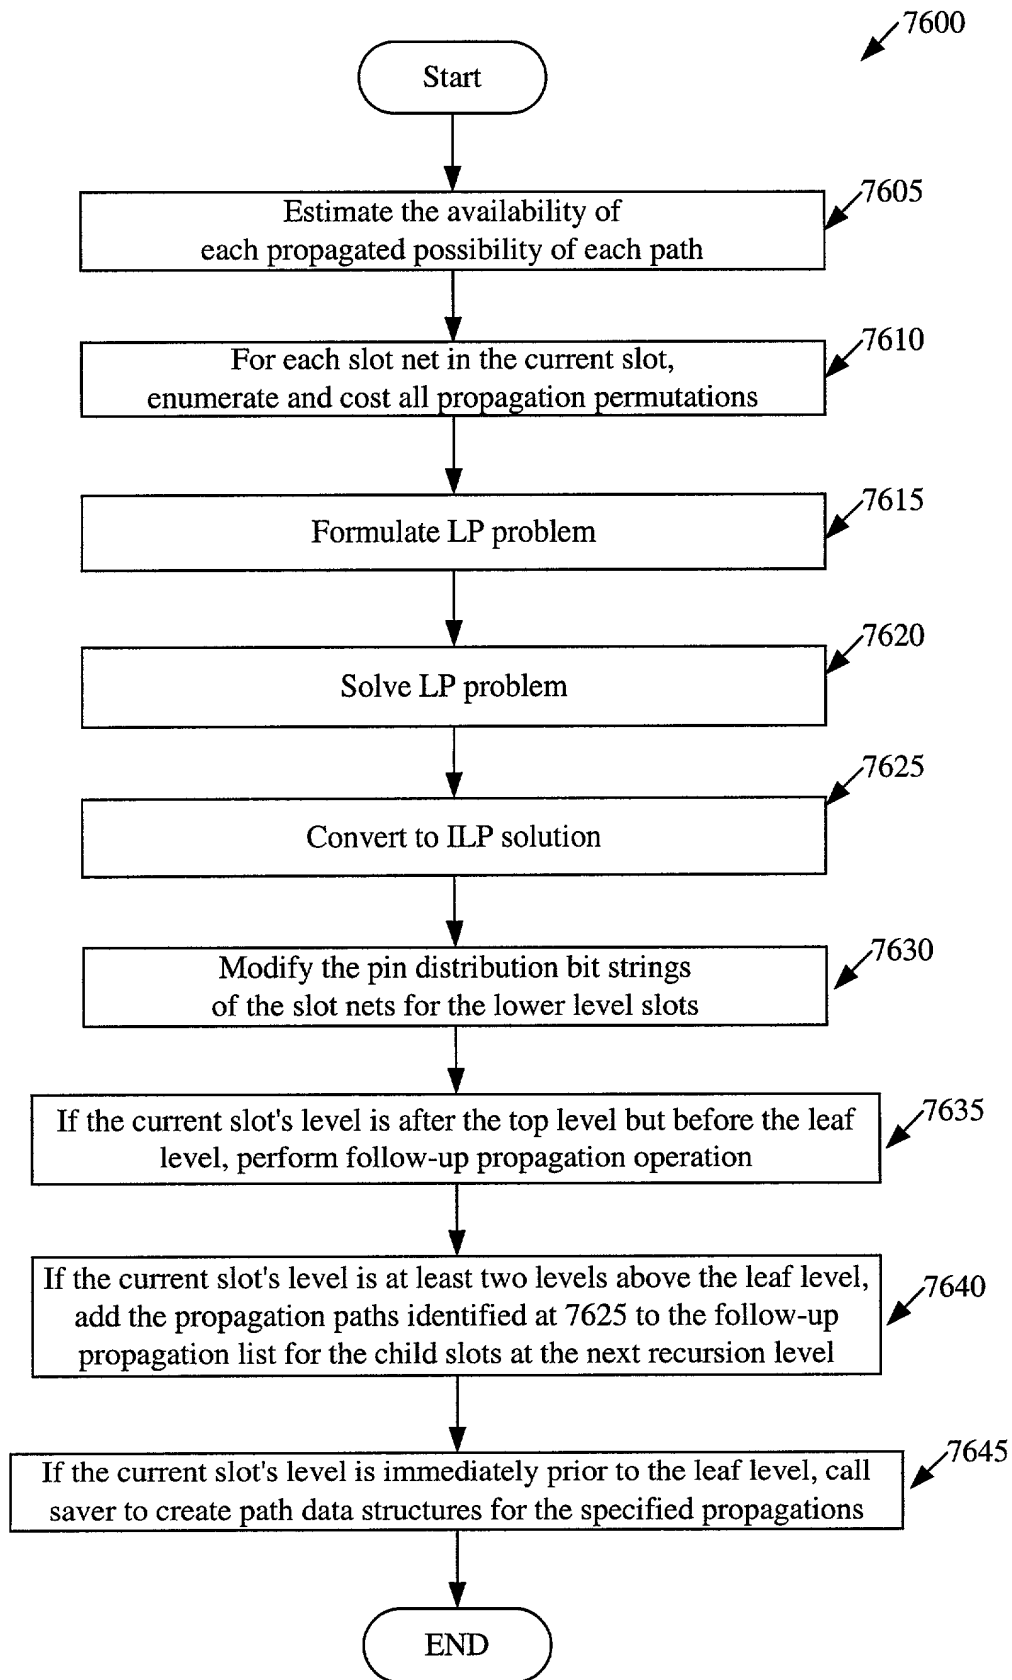 7600
Start
7605
Estimate the availability of
each propagated possibility of each path
7610
For each slot net in the current slot,
enumerate and cost all propagation permutations
7615
Formulate LP problem
7620
Solve LP problem
7625
Convert to ILP solution
7630
Modify the pin distribution bit strings
of the slot nets for the lower level slots
7635
If the current slot's level is after the top level but before the leaf
level, perform follow-up propagation operation
7640
If the current slot's level is at least two levels above the leaf level,
add the propagation paths identified at 7625 to the follow-up
propagation list for the child slots at the next recursion level
7645
If the current slot's level is immediately prior to the leaf level, call
saver to create path data structures for the specified propagations
END